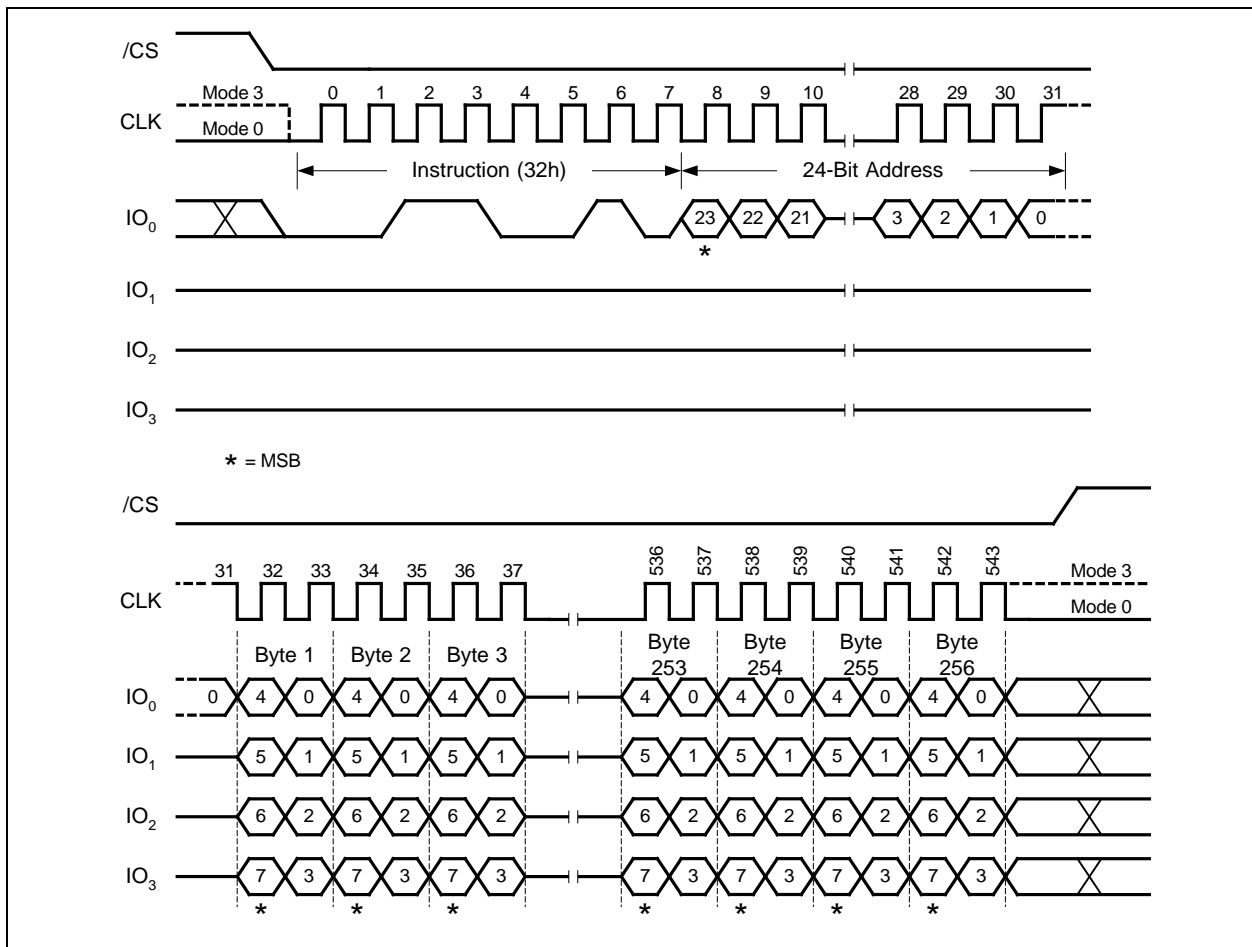 /CS
Mode 3 0 1 2 3 4 5 6 7 8 9 10 28 29 30 31
CLK
Mode 0
Instruction (32h) 24-Bit Address
IO0 23 22 21 3 2 1 0
*
IO1
IO2
IO3
* = MSB
/CS
31 32 33 34 35 36 37 536 537 538 539 540 541 542 543
Mode 3
CLK
Mode 0
Byte 1 Byte 2 Byte 3 Byte 253 Byte 254 Byte 255 Byte 256
IO0 0 4 0 4 0 4 0 4 0 4 0 4 0 4 0
IO1 5 1 5 1 5 1 5 1 5 1 5 1 5 1
IO2 6 2 6 2 6 2 6 2 6 2 6 2 6 2
IO3 7 3 7 3 7 3 7 3 7 3 7 3 7 3
* * * * * * *